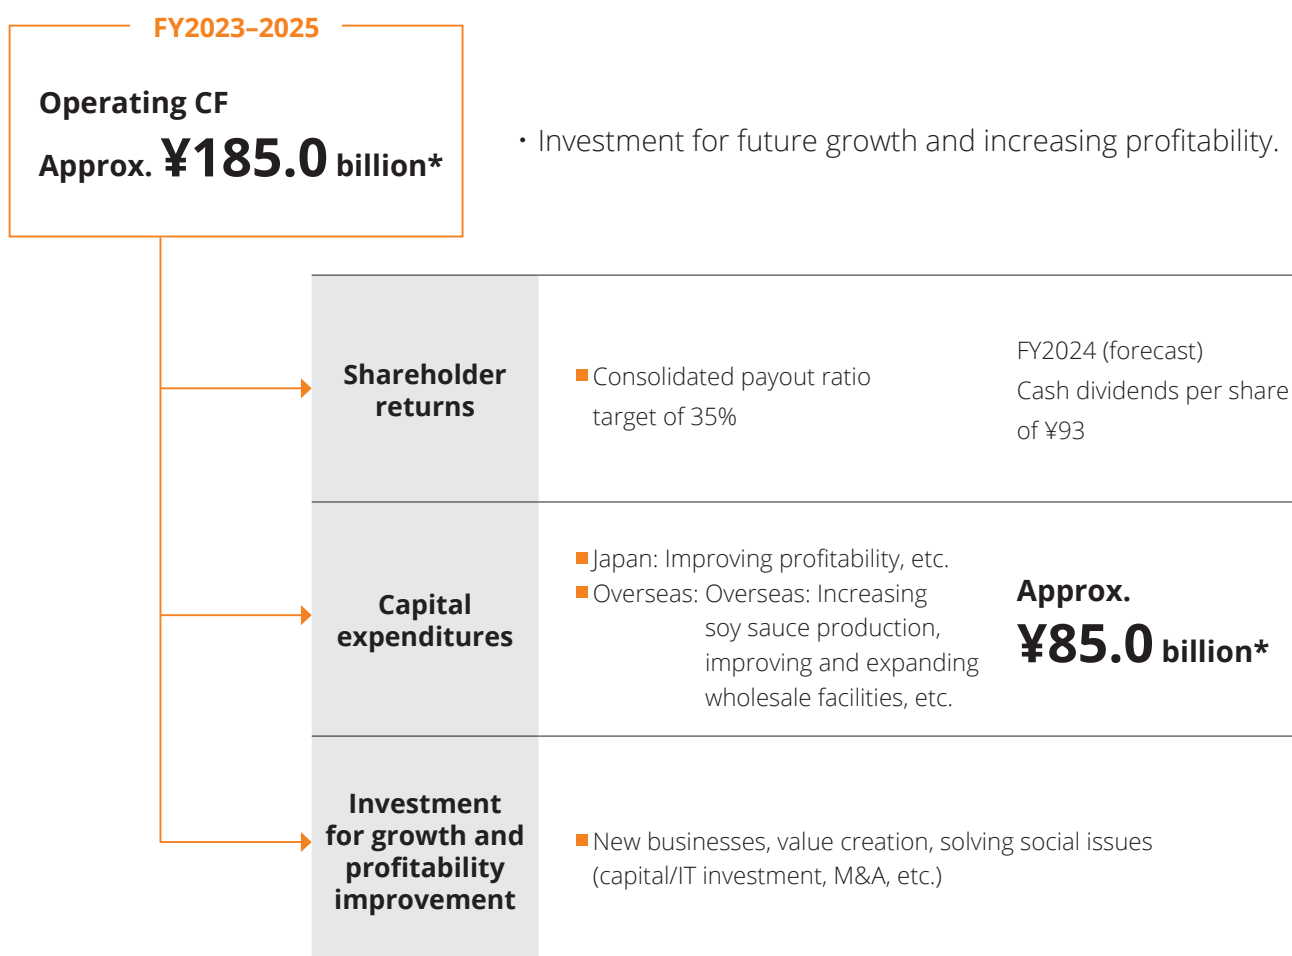 FY2023–2025
Operating CF
Approx. ¥185.0 billion*
・Investment for future growth and increasing profitability.
Shareholder
returns
Consolidated payout ratio
target of 35%
FY2024 (forecast)
Cash dividends per share
of ¥93
Capital
expenditures
Japan: Improving profitability, etc.
Overseas: Overseas: Increasing
soy sauce production,
improving and expanding
wholesale facilities, etc.
Approx.
¥85.0 billion*
Investment
for growth and
profitability
improvement
New businesses, value creation, solving social issues
(capital/IT investment, M&A, etc.)